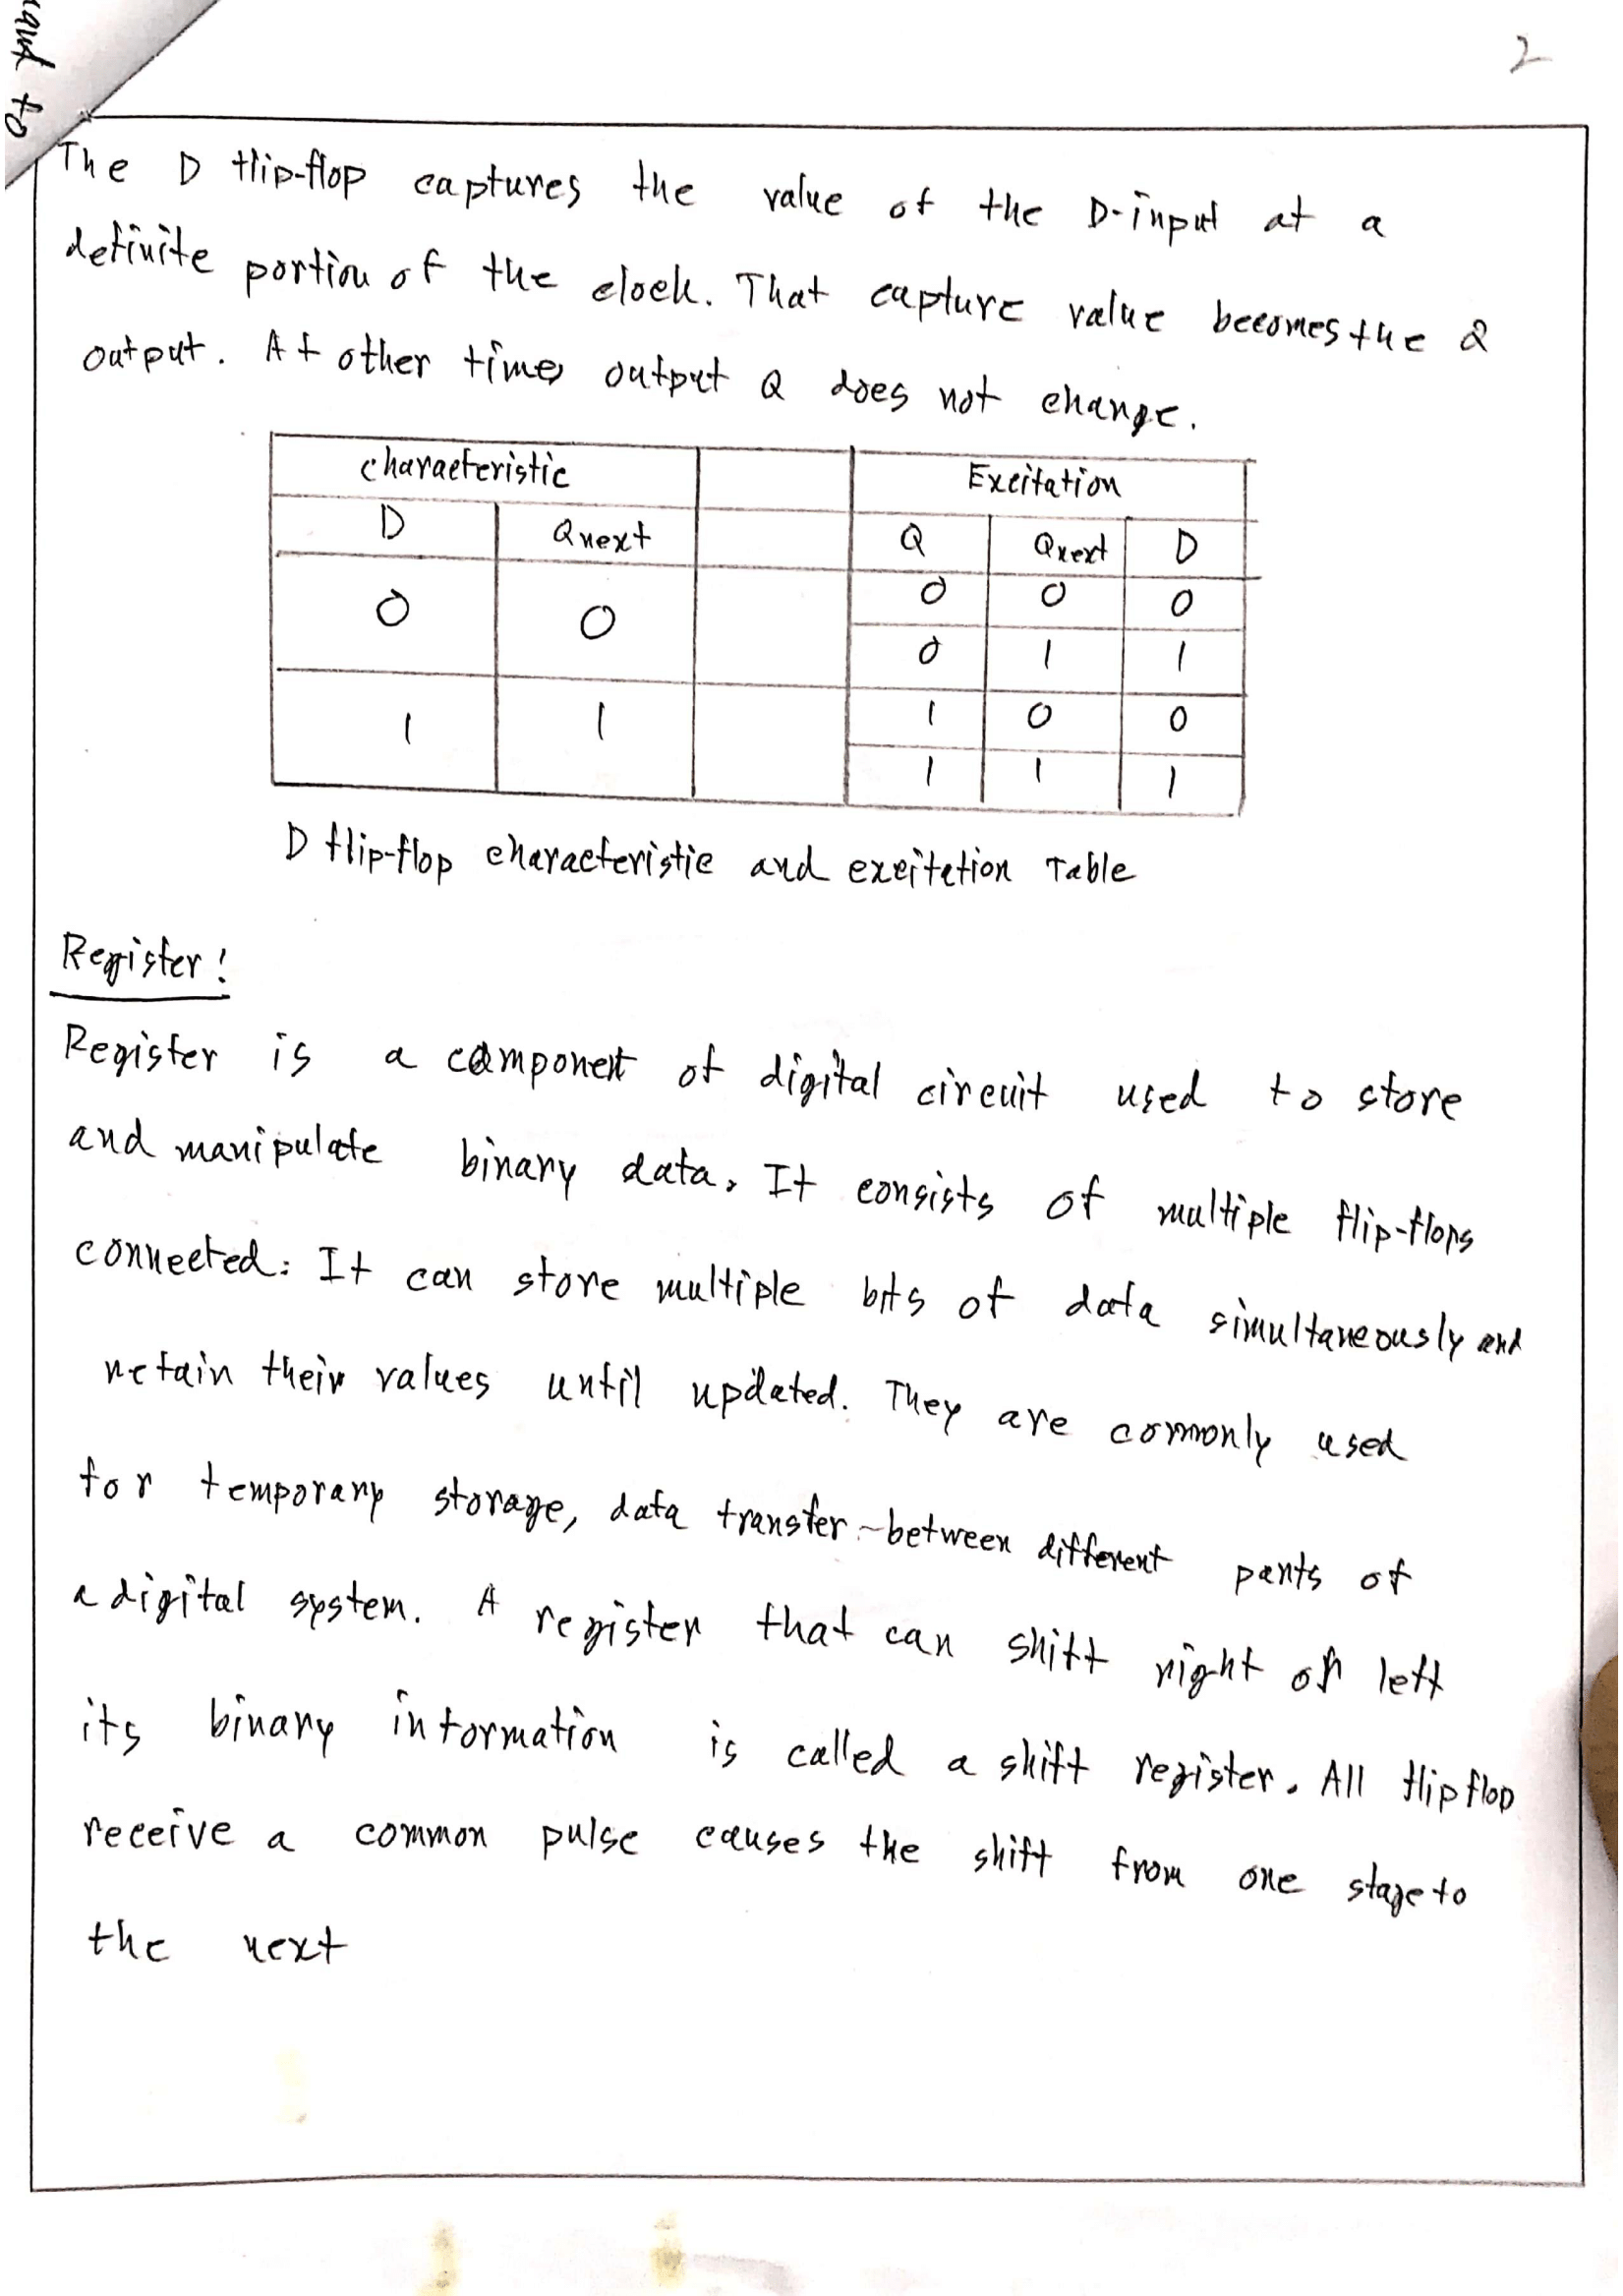 2
The D flip-flop captures the value of the D-input at a
definite portion of the clock. That capture value becomes the Q
output. At other times output Q does not change.
characteristic Excitation
D Qnext Q Qnext D
0 0 0 0 0
0 1 1
1 1 1 0 0
1 1 1
D flip-flop characteristic and excitation Table
Register:
Register is a component of digital circuit used to store
and manipulate binary data. It consists of multiple flip-flops
connected. It can store multiple bits of data simultaneously and
retain their values until updated. They are commonly used
for temporary storage, data transfer between different parts of
a digital system. A register that can shift right or left
its binary information is called a shift register. All flip flop
receive a common pulse causes the shift from one stage to
the next